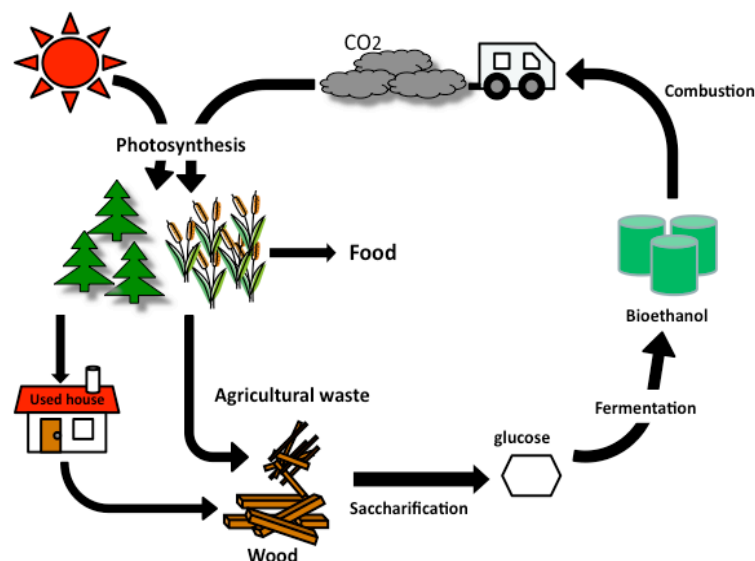 CO2
Combustion
Photosynthesis
Food
Bioethanol
Used house
Agricultural waste
Fermentation
glucose
Saccharification
Wood